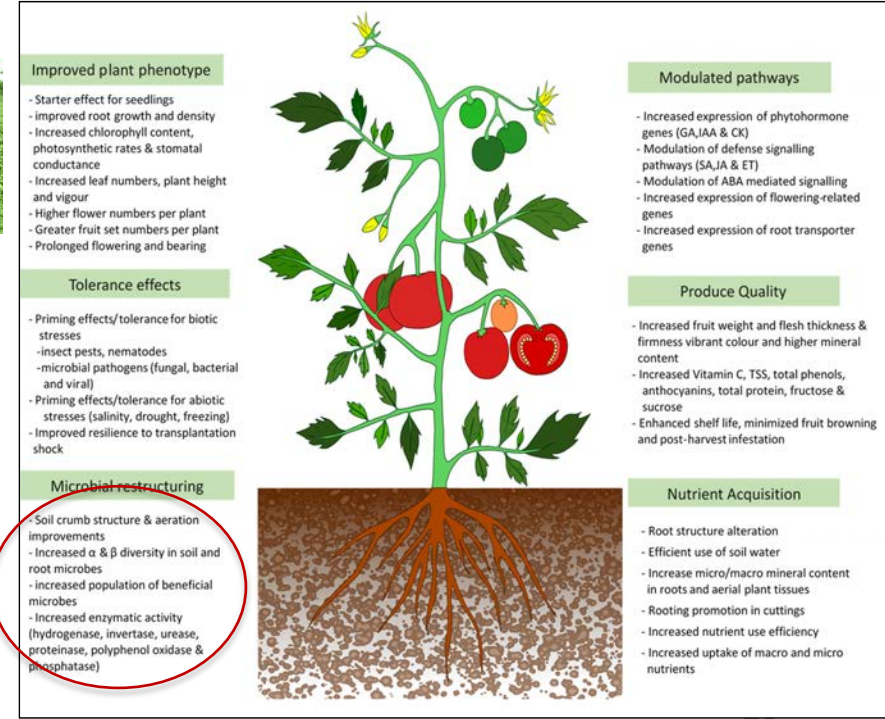 Improved plant phenotype
- Starter effect for seedlings
- improved root growth and density
- Increased chlorophyll content,
photosynthetic rates & stomatal
conductance
- Increased leaf numbers, plant height
and vigour
- Higher flower numbers per plant
- Greater fruit set numbers per plant
- Prolonged flowering and bearing
Tolerance effects
- Priming effects/tolerance for biotic
stresses
-insect pests, nematodes
-microbial pathogens (fungal, bacterial
and viral)
- Priming effects/tolerance for abiotic
stresses (salinity, drought, freezing)
- Improved resilience to transplantation
shock
Microbial restructuring
- Soil crumb structure & aeration
improvements
- Increased α & β diversity in soil and
root microbes
- increased population of beneficial
microbes
- Increased enzymatic activity
(hydrogenase, invertase, urease,
proteinase, polyphenol oxidase &
phosphatase)
Modulated pathways
- Increased expression of phytohormone
genes (GA,IAA & CK)
- Modulation of defense signalling
pathways (SA,JA & ET)
- Modulation of ABA mediated signalling
- Increased expression of flowering-related
genes
- Increased expression of root transporter
genes
Produce Quality
- Increased fruit weight and flesh thickness &
firmness vibrant colour and higher mineral
content
- Increased Vitamin C, TSS, total phenols,
anthocyanins, total protein, fructose &
sucrose
- Enhanced shelf life, minimized fruit browning
and post-harvest infestation
Nutrient Acquisition
- Root structure alteration
- Efficient use of soil water
- Increase micro/macro mineral content
in roots and aerial plant tissues
- Rooting promotion in cuttings
- Increased nutrient use efficiency
- Increased uptake of macro and micro
nutrients